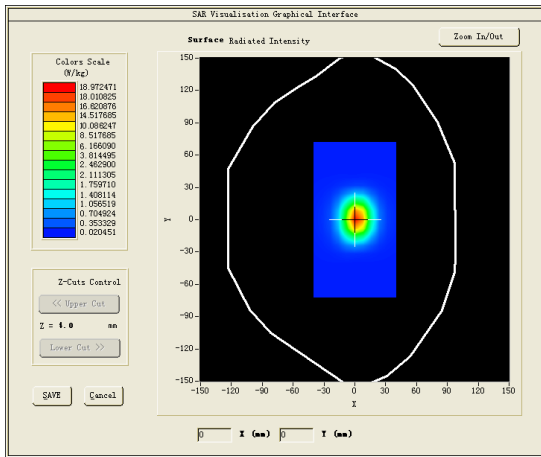 SAR Visualisation Graphical Interface
Surface Radiated Intensity
Zoom In/Out
Colors Scale
(W/kg)
18.972471
18.010825
16.620876
14.517685
10.086247
8.517685
6.166090
3.814495
2.462900
2.111305
1.759710
1.408114
1.056519
0.704924
0.353329
0.020451
150
120
90
60
30
0
-30
-60
-90
-120
-150
Y
-150 -120 -90 -60 -30 0 30 60 90 120 150
X
Z-Cuts Control
<< Upper Cut
Z = 4.0 mm
Lower Cut >>
SAVE Cancel
0 X (mm) 0 Y (mm)